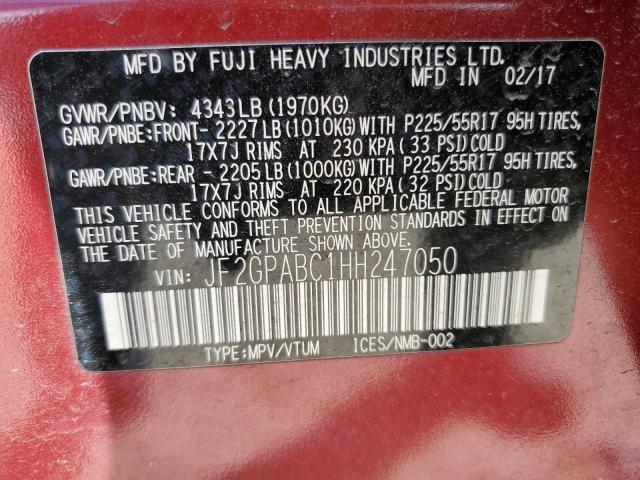 MFD BY FUJI HEAVY INDUSTRIES LTD.
MFD IN 02/17
GVWR/PNBV: 4343LB(1970KG)
GAWR/PNBE:FRONT- 2227LB(1010KG)WITH P225/55R17 95H TIRES,
17X7J RIMS AT 230 KPA(33 PSI)COLD
GAWR/PNBE:REAR - 2205LB(1000KG)WITH P225/55R17 95H TIRES,
17X7J RIMS AT 220 KPA(32 PSI)COLD
THIS VEHICLE CONFORMS TO ALL APPLICABLE FEDERAL MOTOR
VEHICLE SAFETY AND THEFT PREVENTION STANDARDS IN EFFECT ON
THE DATE OF MANUFACTURE SHOWN ABOVE.
VIN: JF2GPABC1HH247050
TYPE:MPV/VTUM ICES/NMB-002